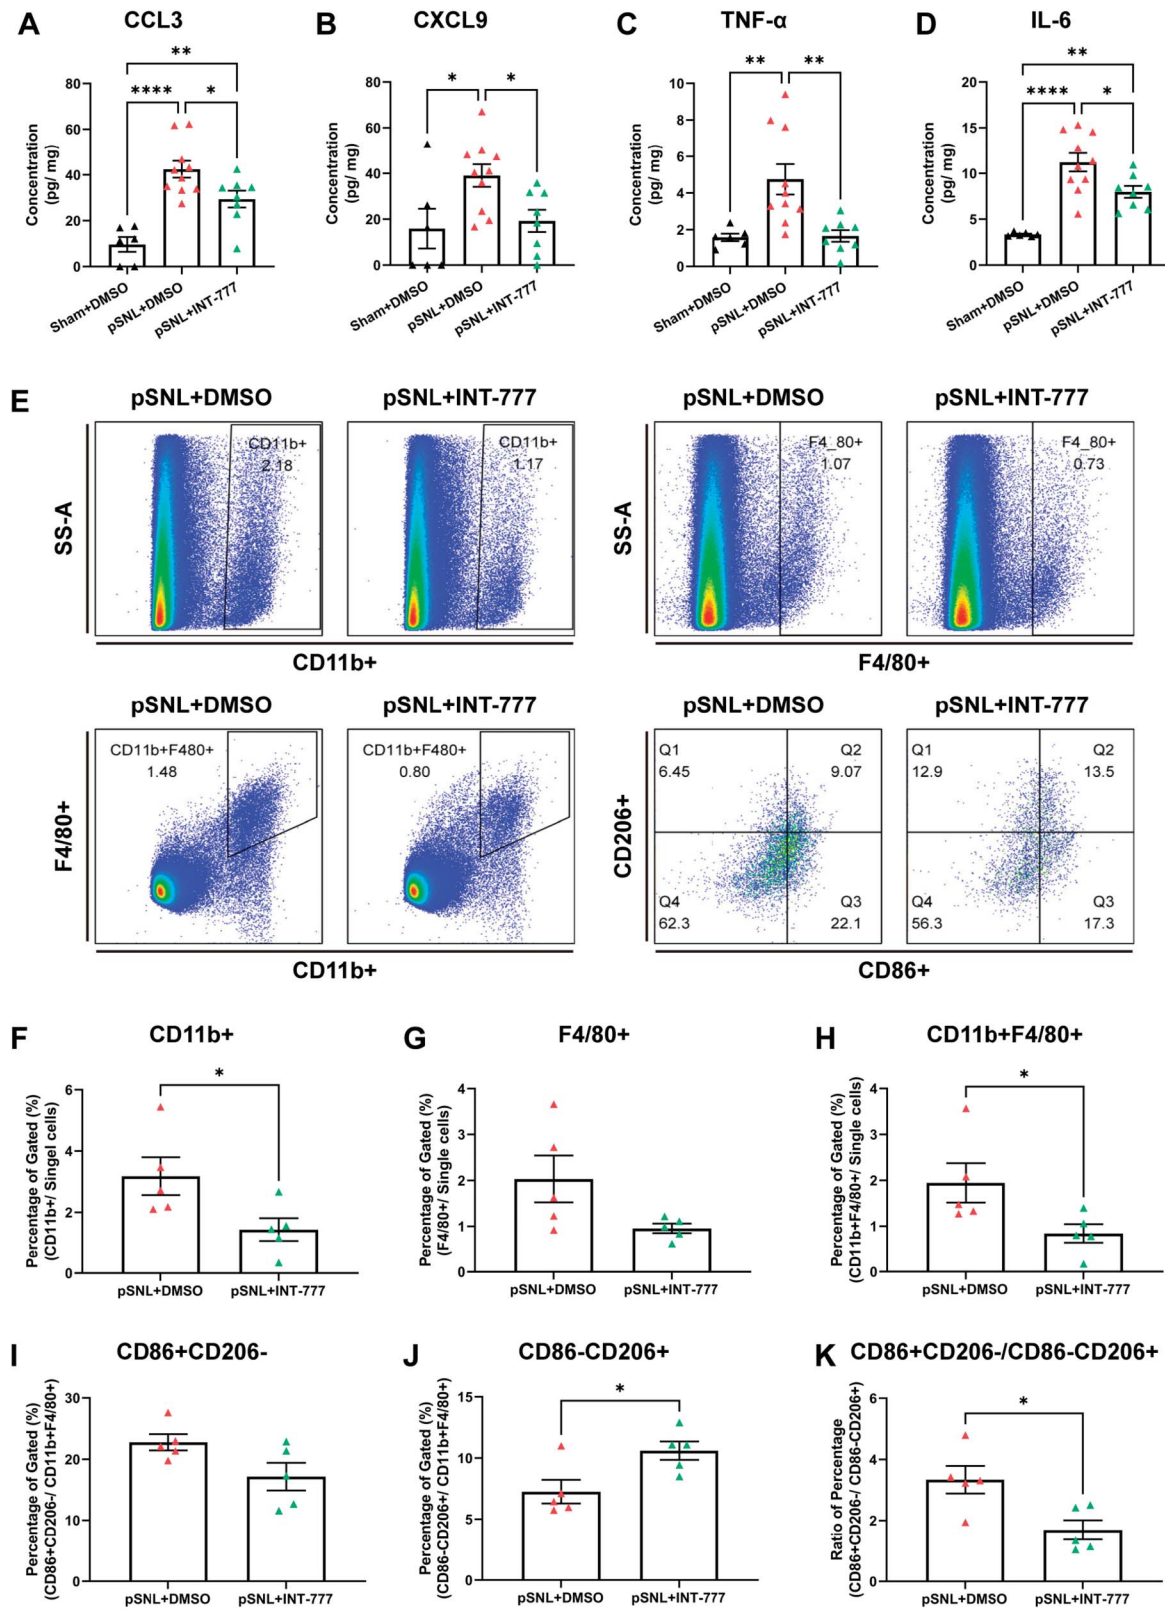 A CCL3
B CXCL9
C TNF-α
D IL-6
Concentration
(pg/ mg)
80
60
40
20
0
**
****
*
Sham+DMSO
pSNL+DMSO
pSNL+INT-777
Concentration
(pg/ mg)
80
60
40
20
0
*
*
Sham+DMSO
pSNL+DMSO
pSNL+INT-777
Concentration
(pg/ mg)
10
8
6
4
2
0
**
**
Sham+DMSO
pSNL+DMSO
pSNL+INT-777
Concentration
(pg/ mg)
20
15
10
5
0
**
****
*
Sham+DMSO
pSNL+DMSO
pSNL+INT-777
E
pSNL+DMSO
pSNL+INT-777
pSNL+DMSO
pSNL+INT-777
SS-A
CD11b+
2.18
CD11b+
1.17
CD11b+
SS-A
F4_80+
1.07
F4_80+
0.73
F4/80+
pSNL+DMSO
pSNL+INT-777
pSNL+DMSO
pSNL+INT-777
F4/80+
CD11b+F480+
1.48
CD11b+F480+
0.80
CD11b+
CD206+
Q1
6.45
Q2
9.07
Q4
62.3
Q3
22.1
Q1
12.9
Q2
13.5
Q4
56.3
Q3
17.3
CD86+
F CD11b+
Percentage of Gated (%)
(CD11b+/ Singel cells)
6
4
2
0
*
pSNL+DMSO
pSNL+INT-777
G F4/80+
Percentage of Gated (%)
(F4/80+/ Single cells)
4
3
2
1
0
pSNL+DMSO
pSNL+INT-777
H CD11b+F4/80+
Percentage of Gated (%)
(CD11b+F4/80+/ Single cells)
4
3
2
1
0
*
pSNL+DMSO
pSNL+INT-777
I CD86+CD206-
Percentage of Gated (%)
(CD86+CD206-/ CD11b+F4/80+)
30
20
10
0
pSNL+DMSO
pSNL+INT-777
J CD86-CD206+
Percentage of Gated (%)
(CD86-CD206+/ CD11b+F4/80+)
15
10
5
0
*
pSNL+DMSO
pSNL+INT-777
K CD86+CD206-/CD86-CD206+
Ratio of Percentage
(CD86+CD206-/ CD86-CD206+)
6
4
2
0
*
pSNL+DMSO
pSNL+INT-777